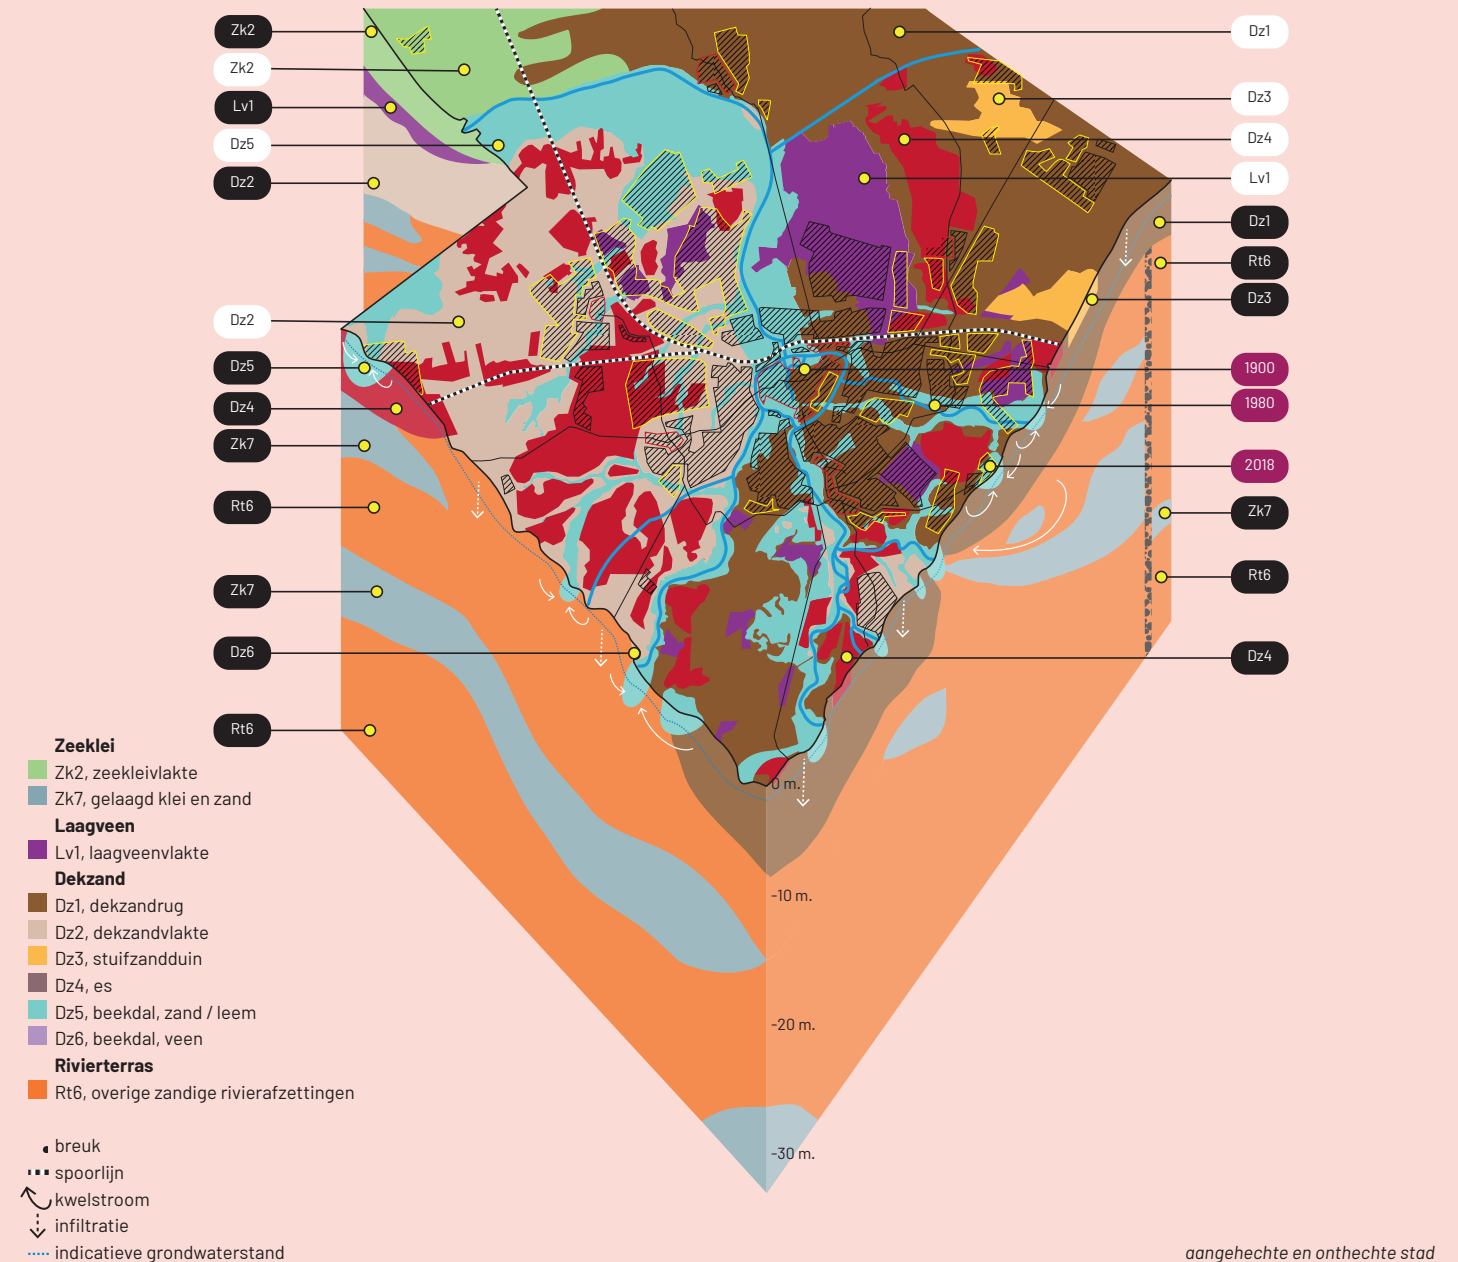 Zk2
Zk2
Lv1
Dz5
Dz2
Dz2
Dz5
Dz4
Zk7
Rt6
Zk7
Dz6
Rt6
Dz1
Dz3
Dz4
Lv1
Dz1
Rt6
Dz3
1900
1980
2018
Zk7
Rt6
Dz4
0 m.
-10 m.
-20 m.
-30 m.
Zeeklei
Zk2, zeekleivlakte
Zk7, gelaagd klei en zand
Laagveen
Lv1, laagveenvlakte
Dekzand
Dz1, dekzandrug
Dz2, dekzandvlakte
Dz3, stuifzandduin
Dz4, es
Dz5, beekdal, zand / leem
Dz6, beekdal, veen
Rivierterras
Rt6, overige zandige rivierafzettingen
breuk
spoorlijn
kwelstroom
infiltratie
indicatieve grondwaterstand
aangehechte en onthechte stad